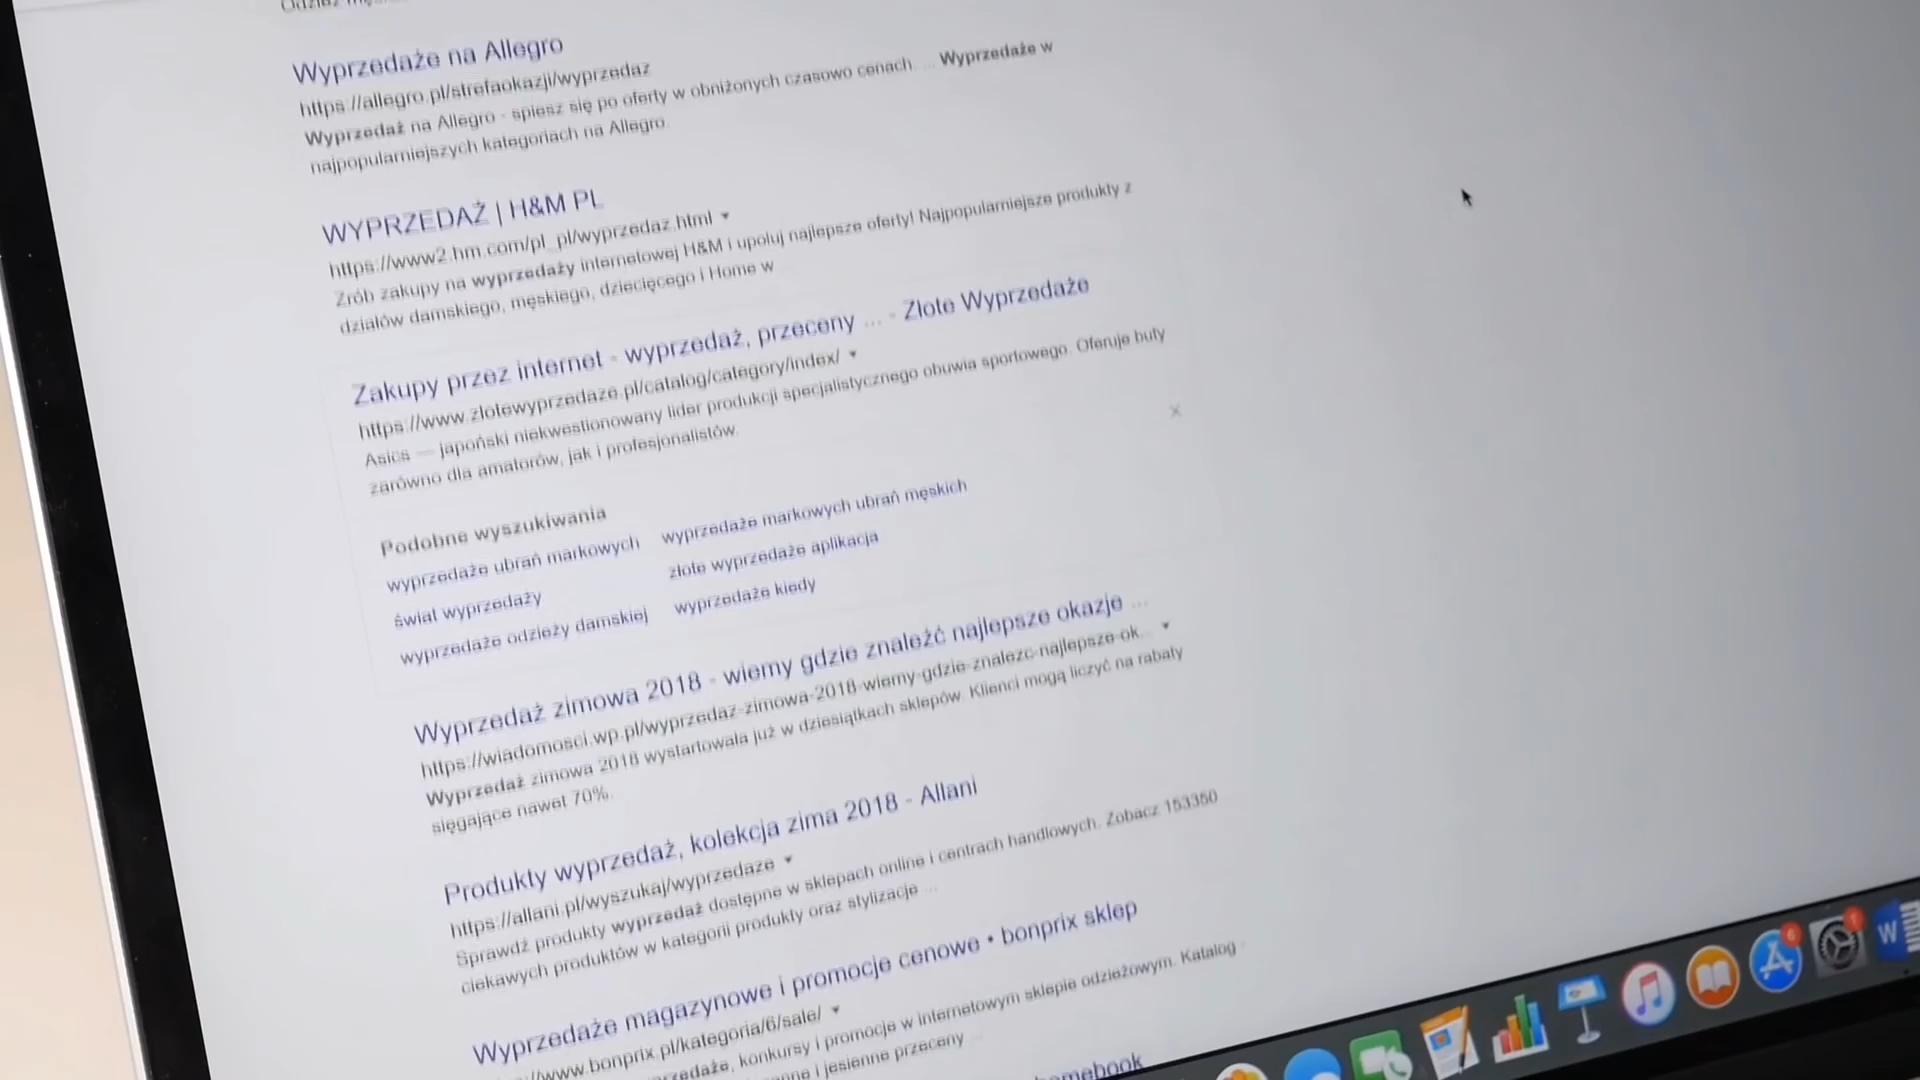 Wyprzedaże na Allegro
https://allegro.pl/strefaokazji/wyprzedaz
Wyprzedaż na Allegro - spiesz się po oferty w obniżonych czasowo cenach. ... Wyprzedaże w
najpopularniejszych kategoriach na Allegro.
WYPRZEDAŻ | H&M PL
https://www2.hm.com/pl_pl/wyprzedaz.html
Zrób zakupy na wyprzedaży internetowej H&M i upoluj najlepsze oferty! Najpopularniejsze produkty z
działów damskiego, męskiego, dziecięcego i Home w
Zakupy przez internet - wyprzedaż, przeceny ... - Złote Wyprzedaże
https://www.zlotewyprzedaze.pl/catalog/category/index/
Asics — japoński niekwestionowany lider produkcji specjalistycznego obuwia sportowego. Oferuje buty
zarówno dla amatorów, jak i profesjonalistów.
Podobne wyszukiwania
wyprzedaże ubrań markowych
wyprzedaże markowych ubrań męskich
świat wyprzedaży
złote wyprzedaże aplikacja
wyprzedaże odzieży damskiej
wyprzedaże kiedy
Wyprzedaż zimowa 2018 - wiemy gdzie znaleźć najlepsze okazje ...
https://wiadomosci.wp.pl/wyprzedaz-zimowa-2018-wiemy-gdzie-znalezc-najlepsze-ok...
Wyprzedaż zimowa 2018 wystartowała już w dziesiątkach sklepów. Klienci mogą liczyć na rabaty
sięgające nawet 70%.
Produkty wyprzedaż, kolekcja zima 2018 - Allani
https://allani.pl/wyszukaj/wyprzedaze
Sprawdź produkty wyprzedaż dostępne w sklepach online i centrach handlowych. Zobacz 153350
ciekawych produktów w kategorii produkty oraz stylizacje ...
Wyprzedaże magazynowe i promocje cenowe • bonprix sklep
www.bonprix.pl/kategoria/6/sale/
konkursy i promocje w internetowym sklepie odzieżowym. Katalog
i jesienne przeceny